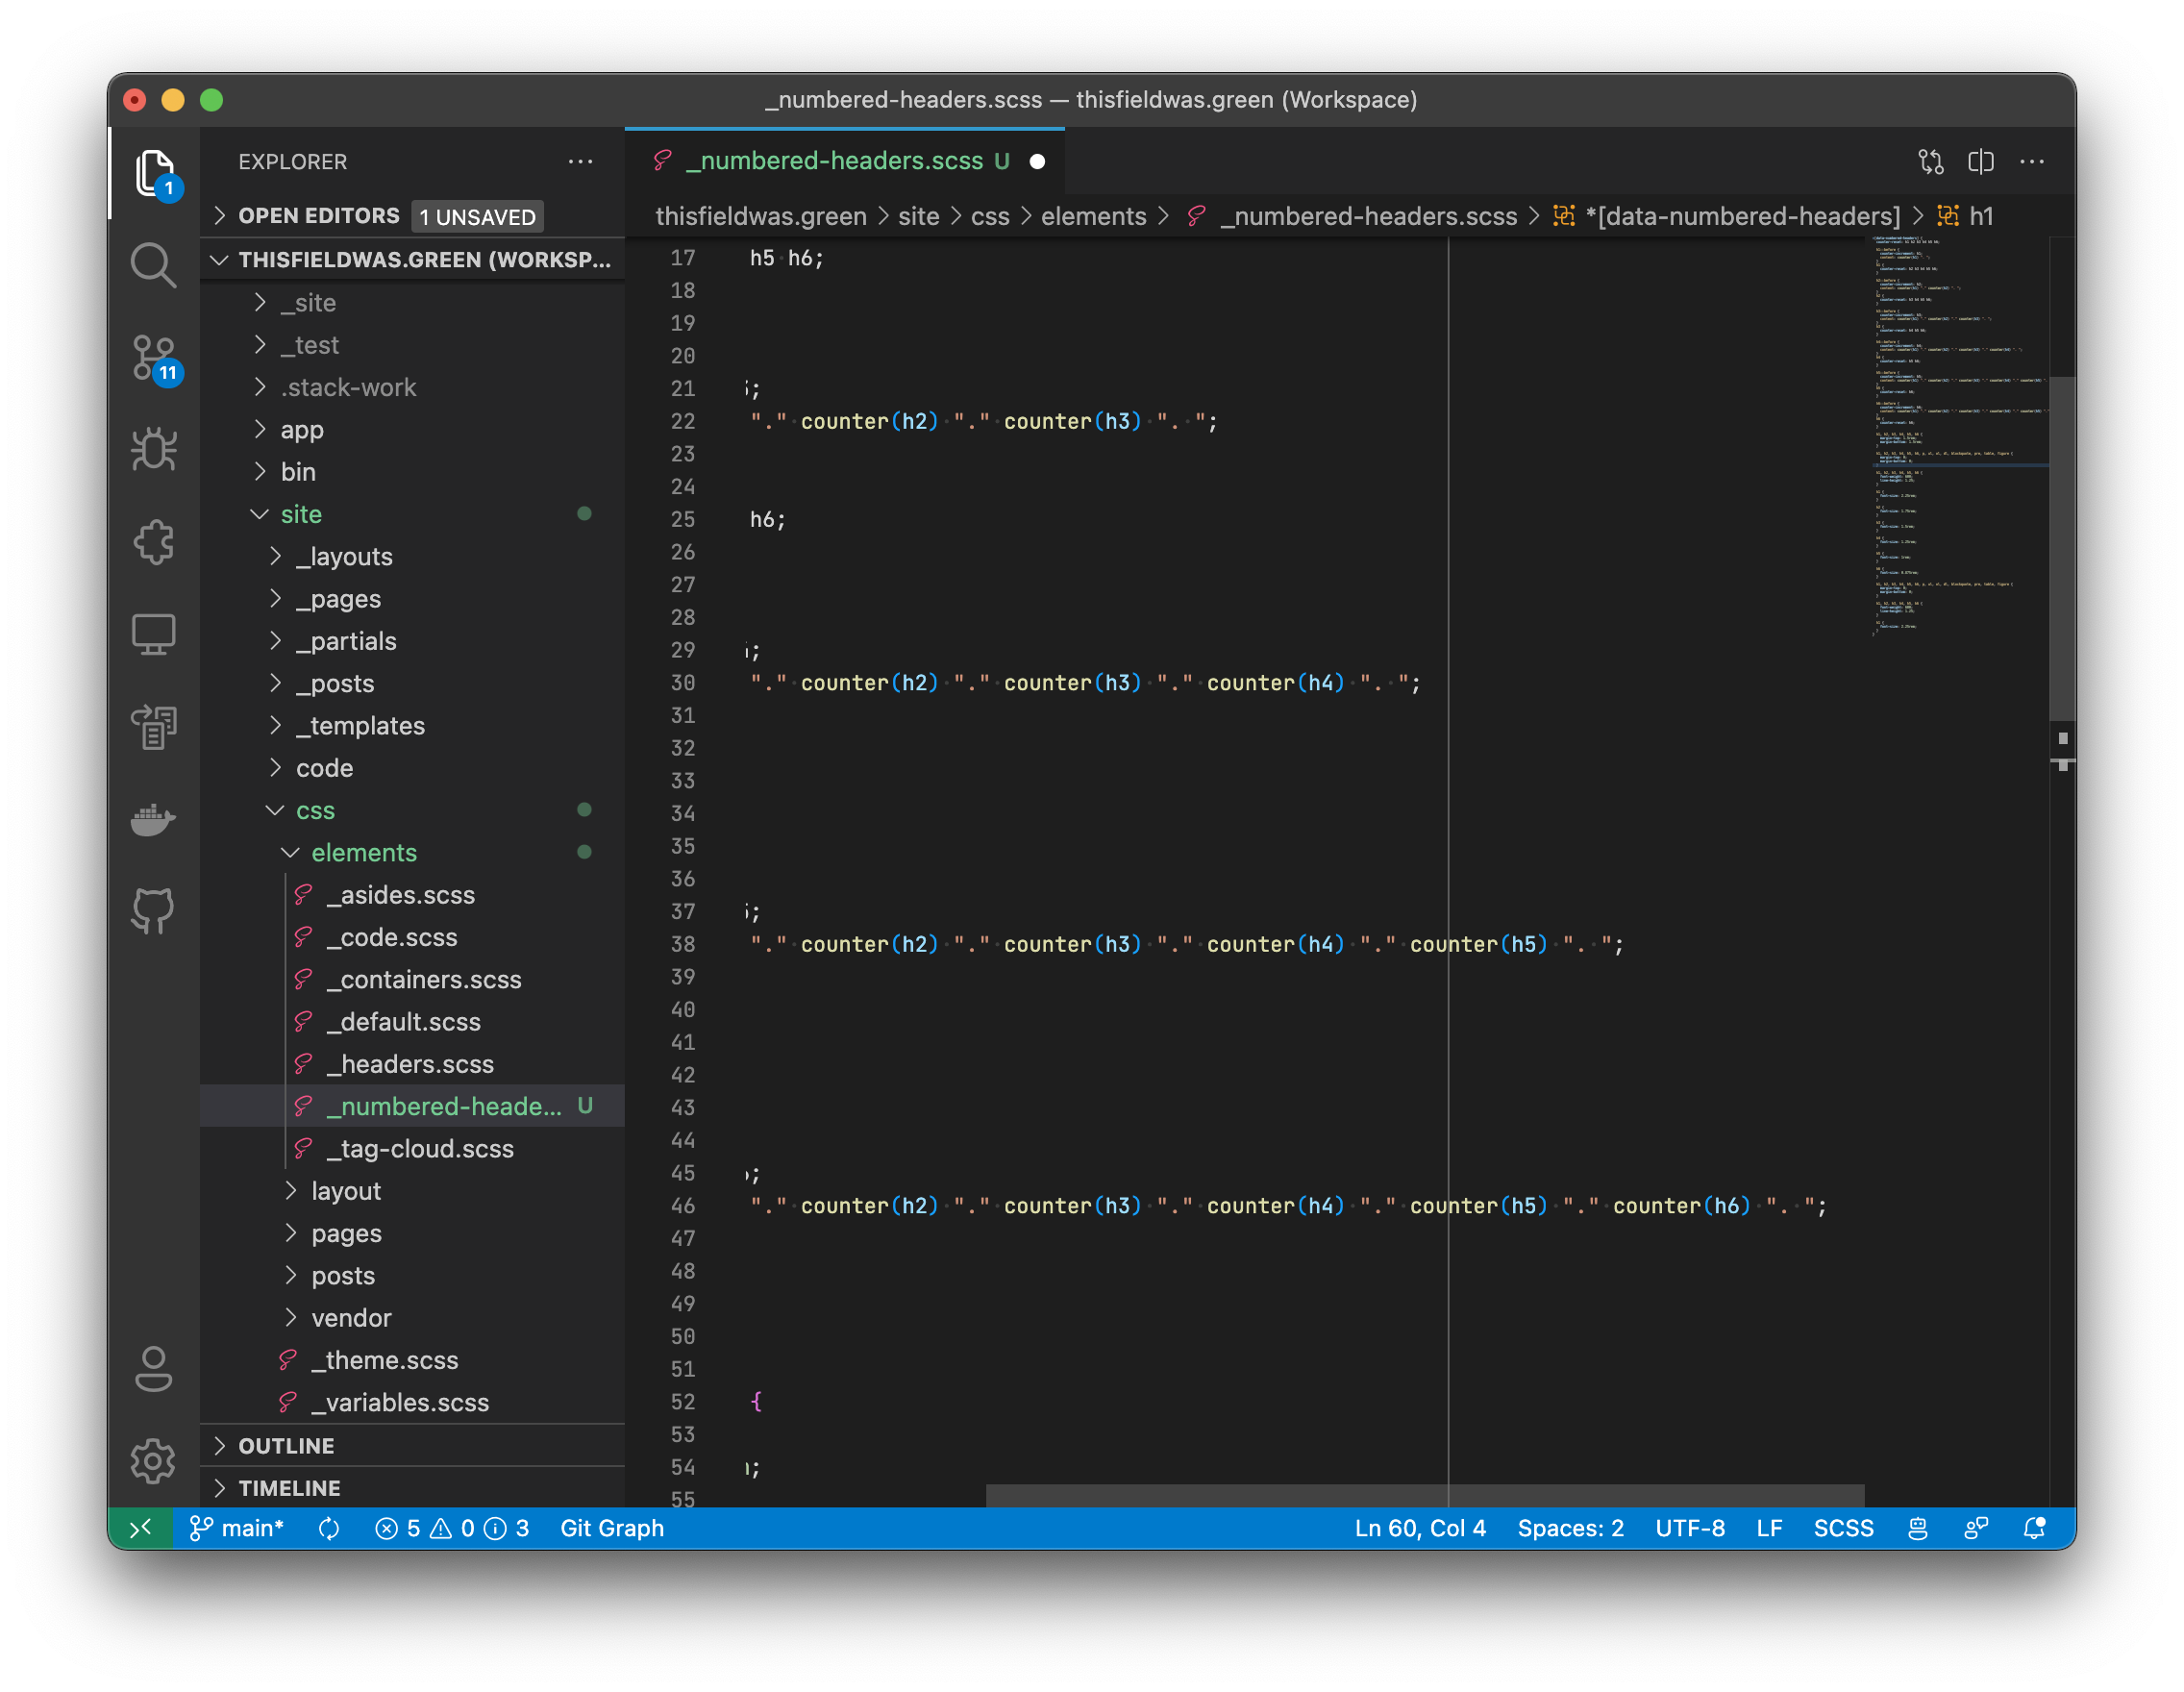 _numbered-headers.scss — thisfieldwas.green (Workspace)
EXPLORER
OPEN EDITORS 1 UNSAVED
THISFIELDWAS.GREEN (WORKSP...
_site
_test
.stack-work
app
bin
site
_layouts
_pages
_partials
_posts
_templates
code
css
elements
_asides.scss
_code.scss
_containers.scss
_default.scss
_headers.scss
_numbered-heade... U
_tag-cloud.scss
layout
pages
posts
vendor
_theme.scss
_variables.scss
OUTLINE
TIMELINE
1
11
_numbered-headers.scss U
thisfieldwas.green > site > css > elements > _numbered-headers.scss > *[data-numbered-headers] > h1
17 h5 h6;
18
19
20
21 ;
22 "." counter(h2) "." counter(h3) ". ";
23
24
25 h6;
26
27
28
29 ;
30 "." counter(h2) "." counter(h3) "." counter(h4) ". ";
31
32
33
34
35
36
37 ;
38 "." counter(h2) "." counter(h3) "." counter(h4) "." counter(h5) ". ";
39
40
41
42
43
44
45 ;
46 "." counter(h2) "." counter(h3) "." counter(h4) "." counter(h5) "." counter(h6) ". ";
47
48
49
50
51
52 {
53
54 ;
55
main* 5 0 3 Git Graph Ln 60, Col 4 Spaces: 2 UTF-8 LF SCSS